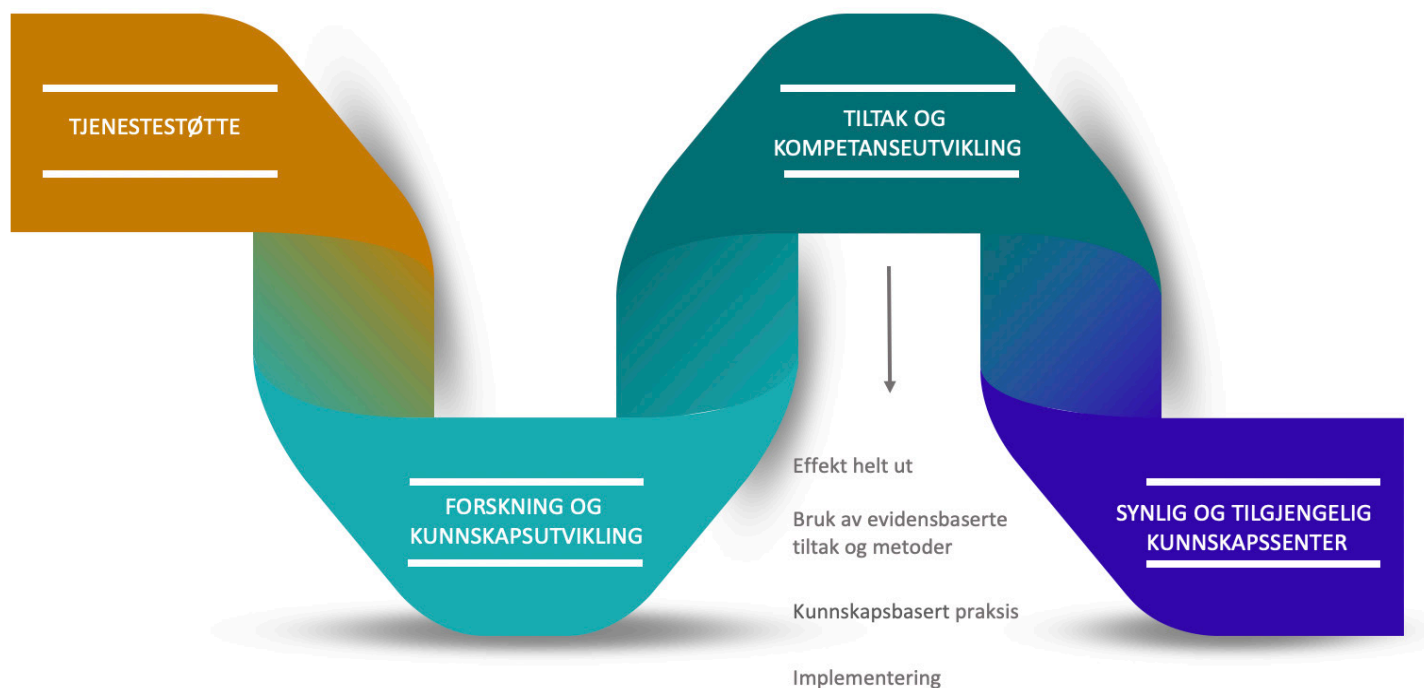 TJENESTESTØTTE
TILTAK OG
KOMPETANSEUTVIKLING
FORSKNING OG
KUNNSKAPSUTVIKLING
Effekt helt ut
Bruk av evidensbaserte
tiltak og metoder
Kunnskapsbasert praksis
Implementering
SYNLIG OG TILGJENGELIG
KUNNSKAPSSENTER